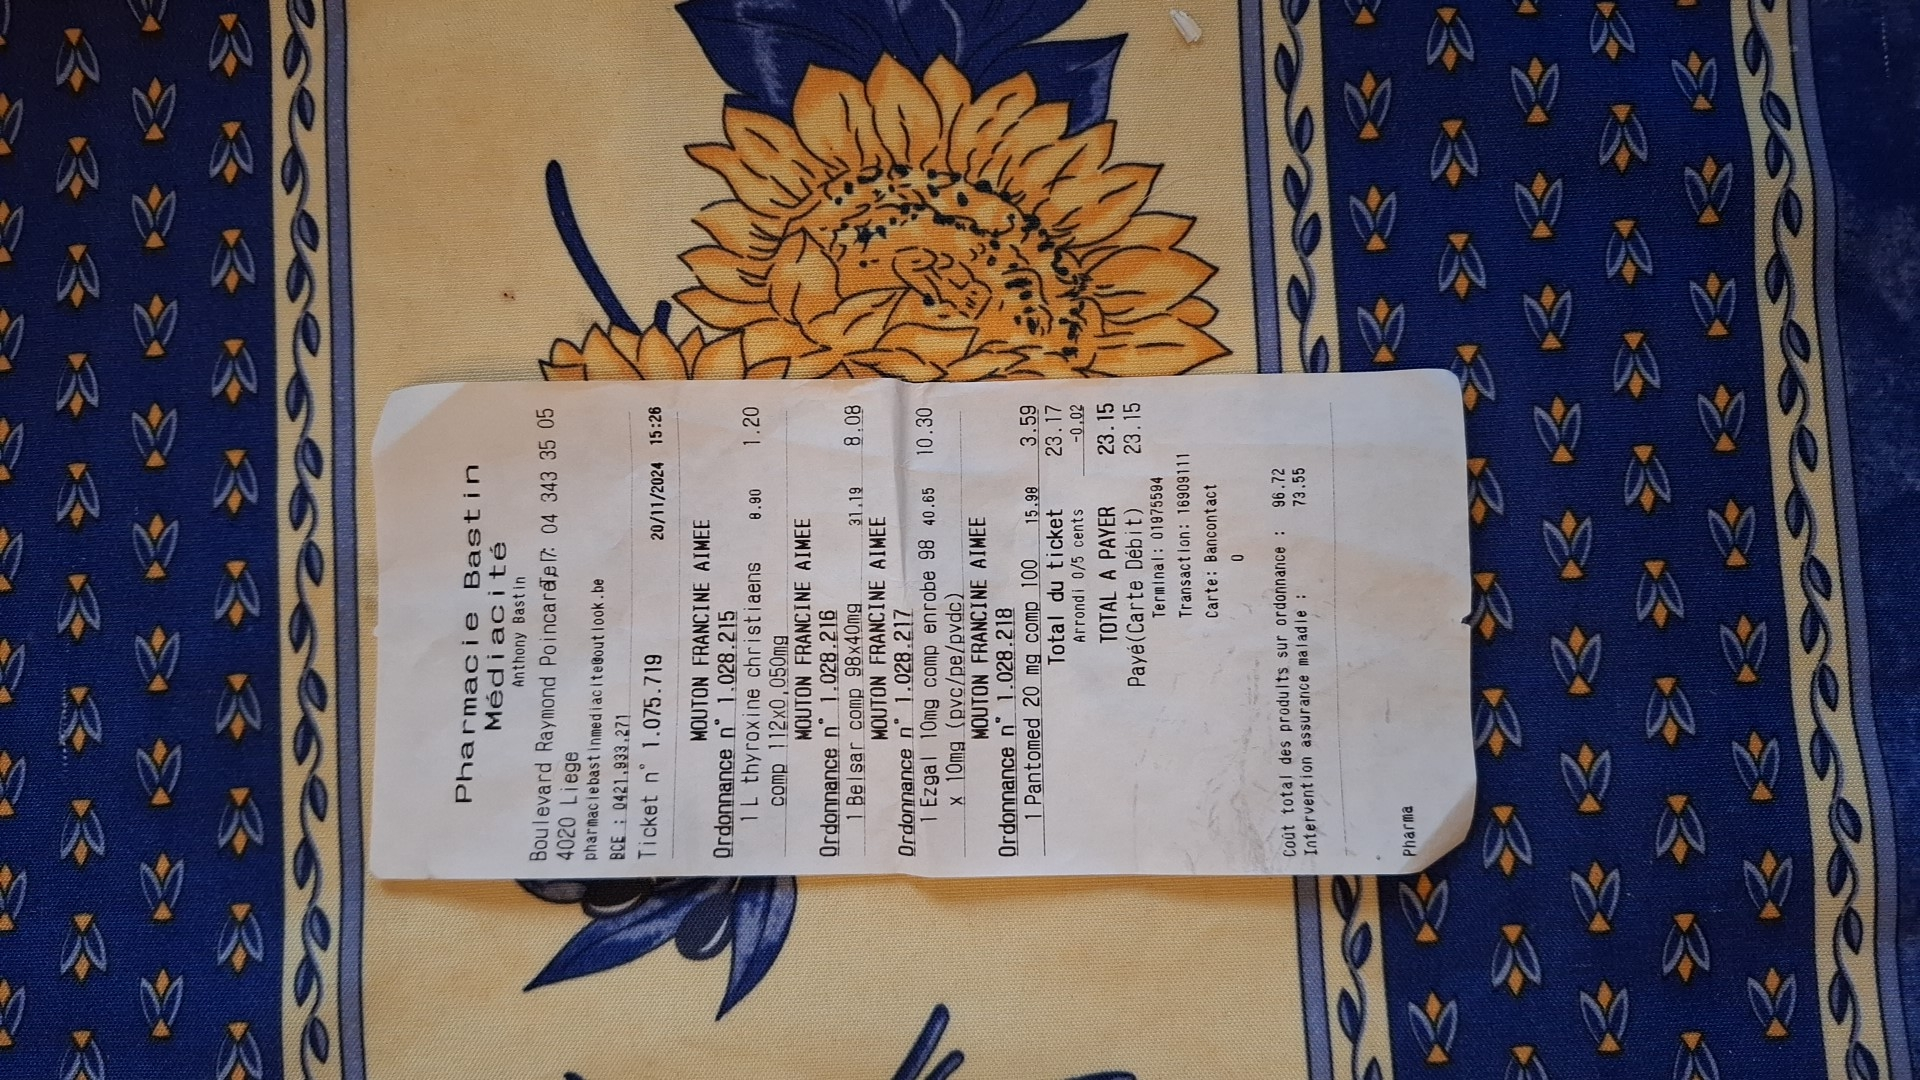 Pharmacie Bastin
Médiacité
Anthony Bastin
Boulevard Raymond Poincaré 7: 04 343 35 05
4020 Liege
pharmaciebastinmediacite@outlook.be
BCE : 0421.933.271
20/11/2024 15:26
Ticket n° 1.075.719
MOUTON FRANCINE AIMEE
Ordonnance n° 1.028.215
1 L thyroxine christiaens 8.90 1.20
comp 112x0,050mg
MOUTON FRANCINE AIMEE
Ordonnance n° 1.028.216
1 Belsar comp 98x40mg 31.19 8.08
MOUTON FRANCINE AIMEE
Ordonnance n° 1.028.217
1 Ezgal 10mg comp enrobe 98 40.65 10.30
x 10mg (pvc/pe/pvdc)
MOUTON FRANCINE AIMEE
Ordonnance n° 1.028.218
1 Pantomed 20 mg comp 100 15.98 3.59
Total du ticket 23.17
Arrondi 0/5 cents -0.02
TOTAL A PAYER 23.15
Payé(Carte Débit) 23.15
Terminal: 01975594
Transaction: 16909111
Carte: Bancontact
0
Coût total des produits sur ordonnance : 96.72
Intervention assurance maladie : 73.55
Pharma